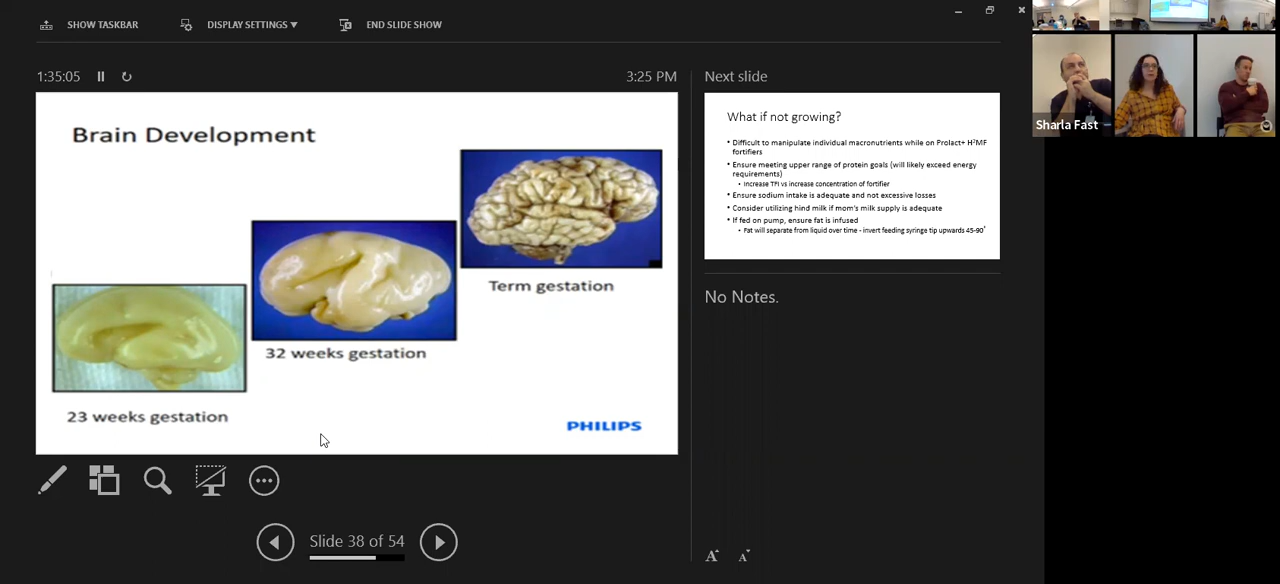 SHOW TASKBAR
DISPLAY SETTINGS ▾
END SLIDE SHOW
1:35:05
3:25 PM
Brain Development
Term gestation
32 weeks gestation
23 weeks gestation
PHILIPS
Slide 38 of 54
Next slide
What if not growing?
• Difficult to manipulate individual macronutrients while on Prolact+ H²MF
fortifiers
• Ensure meeting upper range of protein goals (will likely exceed energy
requirements)
• Increase TFI vs increase concentration of fortifier
• Ensure sodium intake is adequate and not excessive losses
• Consider utilizing hind milk if mom's milk supply is adequate
• If fed on pump, ensure fat is infused
• Fat will separate from liquid over time - invert feeding syringe tip upwards 45-90°
No Notes.
A A
Sharla Fast